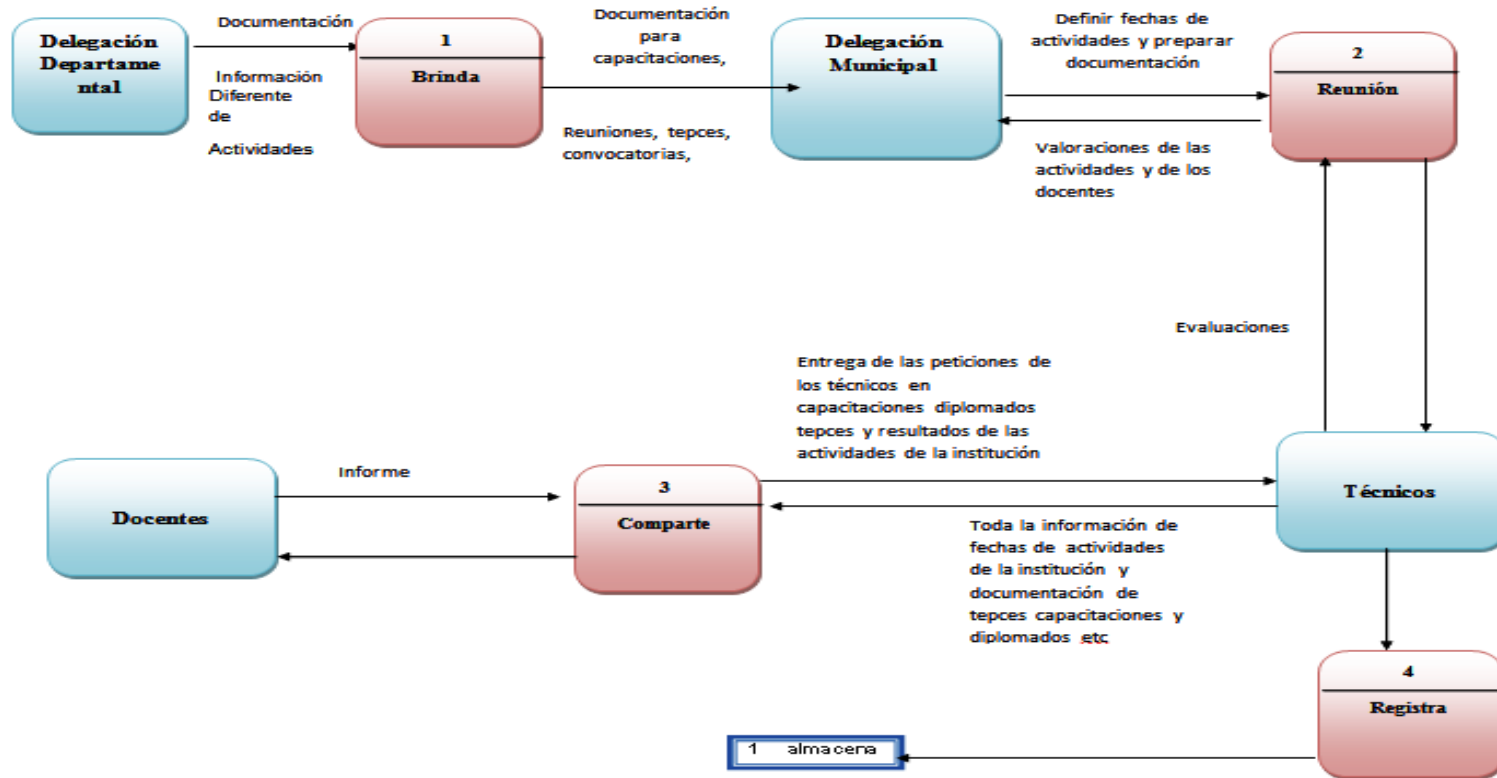 Delegación
Departame
ntal
Documentación
Información
Diferente
de
Actividades
1
Brinda
Documentación
para
capacitaciones,
Reuniones, tepces,
convocatorias,
Delegación
Municipal
Definir fechas de
actividades y preparar
documentación
Valoraciones de las
actividades y de los
docentes
2
Reunión
Evaluaciones
Entrega de las peticiones de
los técnicos en
capacitaciones diplomados
tepces y resultados de las
actividades de la institución
Docentes
Informe
3
Comparte
Técnicos
Toda la información de
fechas de actividades
de la institución y
documentación de
tepces capacitaciones y
diplomados etc
4
Registra
1 almacena